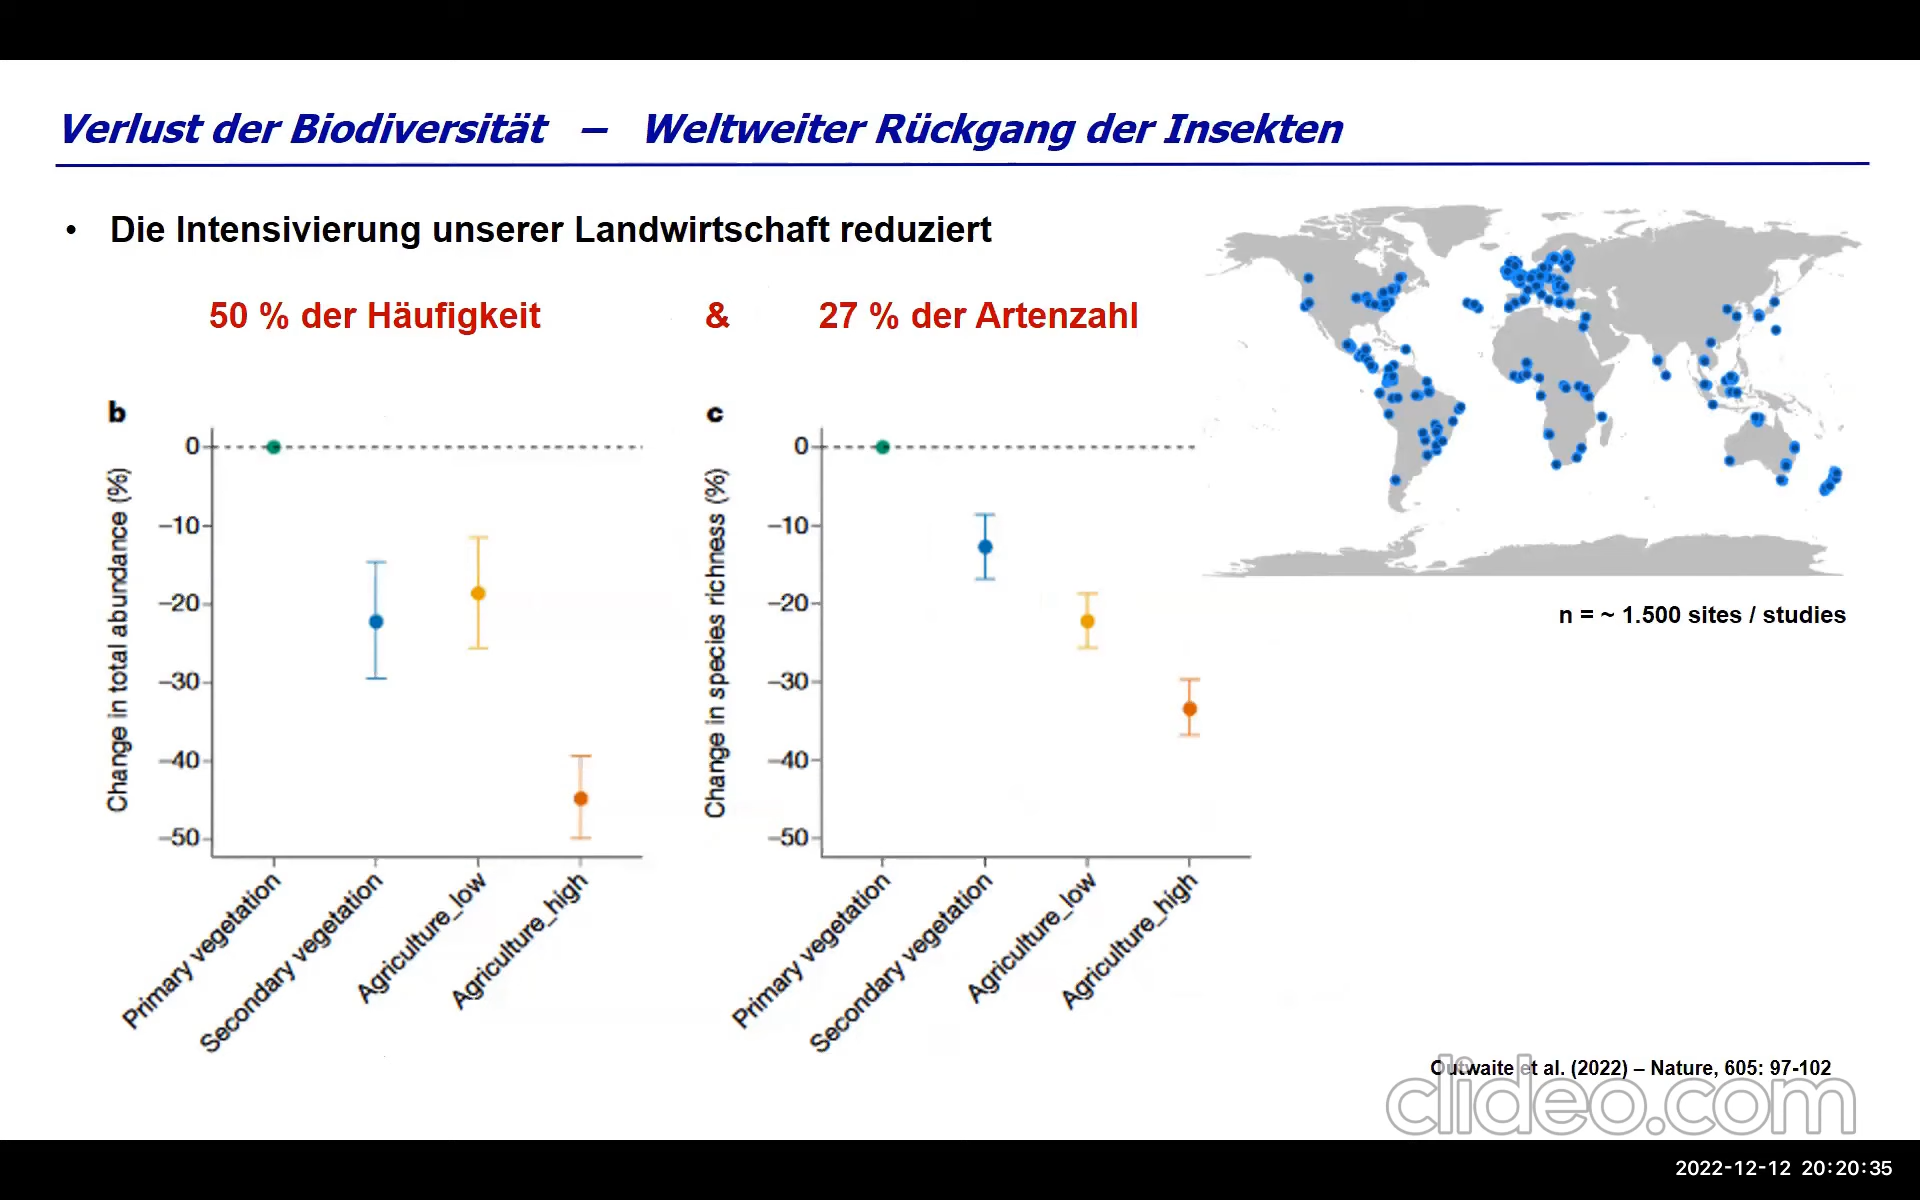 Verlust der Biodiversität – Weltweiter Rückgang der Insekten
• Die Intensivierung unserer Landwirtschaft reduziert
50 % der Häufigkeit & 27 % der Artenzahl
b
Change in total abundance (%)
0
–10
–20
–30
–40
–50
Primary vegetation
Secondary vegetation
Agriculture_low
Agriculture_high
c
Change in species richness (%)
0
–10
–20
–30
–40
–50
Primary vegetation
Secondary vegetation
Agriculture_low
Agriculture_high
n = ~ 1.500 sites / studies
Outwaite et al. (2022) – Nature, 605: 97-102
clideo.com
2022-12-12 20:20:35